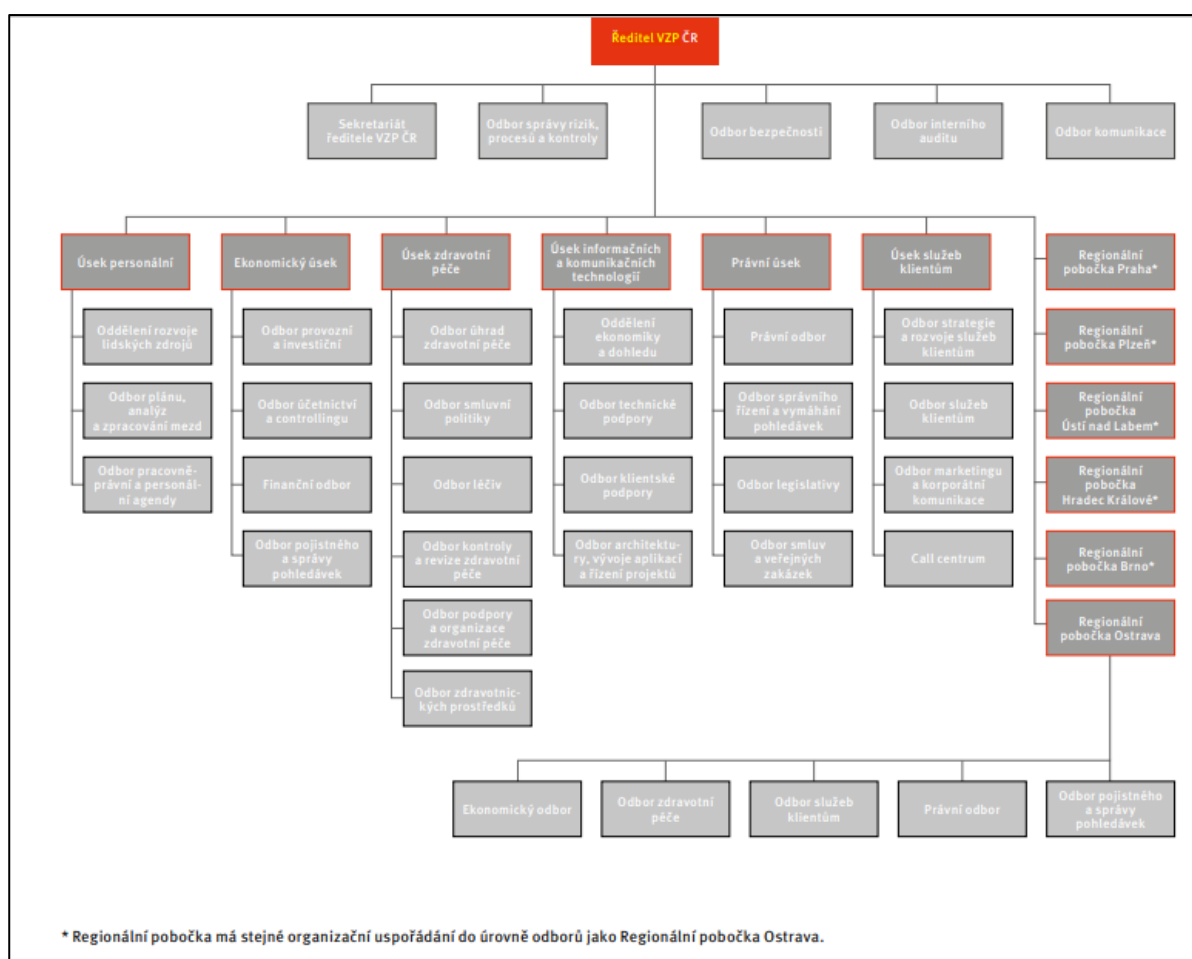 Ředitel VZP ČR
Sekretariát
ředitele VZP ČR
Odbor správy rizik,
procesů a kontroly
Odbor bezpečnosti
Odbor interního
auditu
Odbor komunikace
Úsek personální
Ekonomický úsek
Úsek zdravotní
péče
Úsek informačních
a komunikačních
technologií
Právní úsek
Úsek služeb
klientům
Regionální
pobočka Praha*
Oddělení rozvoje
lidských zdrojů
Odbor provozní
a investiční
Odbor úhrad
zdravotní péče
Oddělení
ekonomiky
a dohledu
Právní odbor
Odbor strategie
a rozvoje služeb
klientům
Regionální
pobočka Plzeň*
Odbor plánu,
analýz
a zpracování mezd
Odbor účetnictví
a controllingu
Odbor smluvní
politiky
Odbor technické
podpory
Odbor správního
řízení a vymáhání
pohledávek
Odbor služeb
klientům
Regionální
pobočka
Ústí nad Labem*
Odbor pracovně-
právní a personál-
ní agendy
Finanční odbor
Odbor léčiv
Odbor klientské
podpory
Odbor legislativy
Odbor marketingu
a korporátní
komunikace
Regionální
pobočka
Hradec Králové*
Odbor pojistného
a správy
pohledávek
Odbor kontroly
a revize zdravotní
péče
Odbor architektu-
ry, vývoje aplikací
a řízení projektů
Odbor smluv
a veřejných
zakázek
Call centrum
Regionální
pobočka Brno*
Odbor podpory
a organizace
zdravotní péče
Regionální
pobočka Ostrava
Odbor zdravotnic-
kých prostředků
Ekonomický odbor
Odbor zdravotní
péče
Odbor služeb
klientům
Právní odbor
Odbor pojistného
a správy
pohledávek
* Regionální pobočka má stejné organizační uspořádání do úrovně odborů jako Regionální pobočka Ostrava.